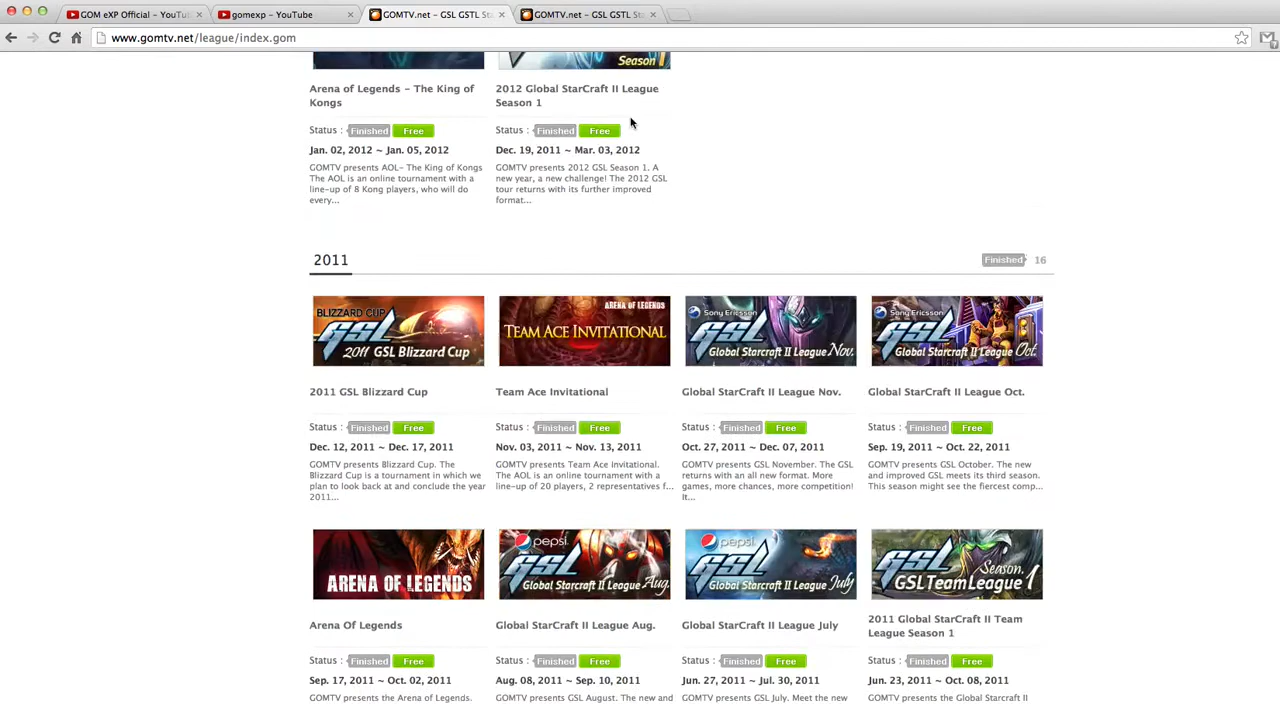 GOM eXP Official - YouTu
gomexp - YouTube
GOMTV.net - GSL GSTL St
GOMTV.net - GSL GSTL St
www.gomtv.net/league/index.gom
Season 1
Arena of Legends - The King of
Kongs
2012 Global StarCraft II League
Season 1
Status : Finished Free
Status : Finished Free
Jan. 02, 2012 ~ Jan. 05, 2012
Dec. 19, 2011 ~ Mar. 03, 2012
GOMTV presents AOL- The King of Kongs
The AOL is an online tournament with a
line-up of 8 Kong players, who will do
every...
GOMTV presents 2012 GSL Season 1. A
new year, a new challenge! The 2012 GSL
tour returns with its further improved
format...
2011
Finished 16
BLIZZARD CUP
GSL
2011 GSL Blizzard Cup
ARENA OF LEGENDS
TEAM ACE INVITATIONAL
Sony Ericsson
GSL
Global Starcraft II League Nov.
Sony Ericsson
GSL
Global Starcraft II League Oct.
2011 GSL Blizzard Cup
Team Ace Invitational
Global StarCraft II League Nov.
Global StarCraft II League Oct.
Status : Finished Free
Status : Finished Free
Status : Finished Free
Status : Finished Free
Dec. 12, 2011 ~ Dec. 17, 2011
Nov. 03, 2011 ~ Nov. 13, 2011
Oct. 27, 2011 ~ Dec. 07, 2011
Sep. 19, 2011 ~ Oct. 22, 2011
GOMTV presents Blizzard Cup. The
Blizzard Cup is a tournament in which we
plan to look back at and conclude the year
2011...
GOMTV presents Team Ace Invitational.
The AOL is an online tournament with a
line-up of 20 players, 2 representatives f...
GOMTV presents GSL November. The GSL
returns with an all new format. More
games, more chances, more competition!
It...
GOMTV presents GSL October. The new
and improved GSL meets its third season.
This season might see the fiercest comp...
ARENA OF LEGENDS
pepsi
GSL
Global Starcraft II League Aug.
pepsi
GSL
Global Starcraft II League July
GSL Season.
GSL Team League 1
Arena Of Legends
Global StarCraft II League Aug.
Global StarCraft II League July
2011 Global StarCraft II Team
League Season 1
Status : Finished Free
Status : Finished Free
Status : Finished Free
Status : Finished Free
Sep. 17, 2011 ~ Oct. 02, 2011
Aug. 08, 2011 ~ Sep. 10, 2011
Jun. 27, 2011 ~ Jul. 30, 2011
Jun. 23, 2011 ~ Oct. 08, 2011
GOMTV presents the Arena of Legends.
GOMTV presents GSL August. The new and
GOMTV presents GSL July. Meet the new
GOMTV presents the Global Starcraft II